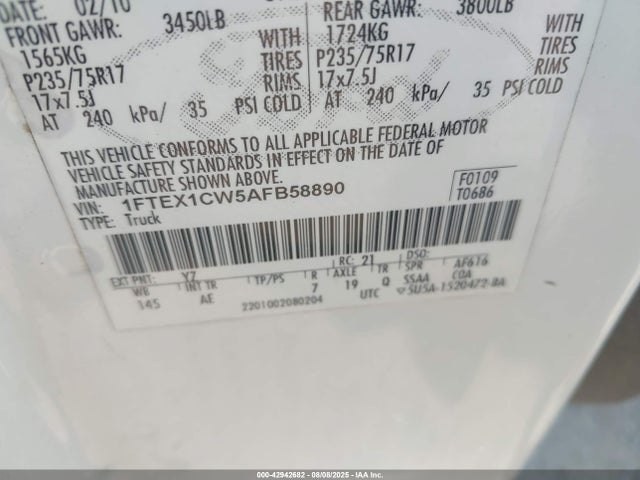 DATE: 02/10
FRONT GAWR: 3450LB REAR GAWR: 3800LB
1565KG WITH 1724KG WITH
P235/75R17 TIRES P235/75R17 TIRES
17x7.5J RIMS 17x7.5J RIMS
AT 240 kPa/ 35 PSI COLD AT 240 kPa/ 35 PSI COLD
THIS VEHICLE CONFORMS TO ALL APPLICABLE FEDERAL MOTOR
VEHICLE SAFETY STANDARDS IN EFFECT ON THE DATE OF
MANUFACTURE SHOWN ABOVE.
VIN: 1FTEX1CW5AFB58890 F0109
TYPE: Truck T0686
EXT PNT: YZ RC: 21 DSO:
WB INT TR TP/PS R AXLE TR SPR AF616
145 AE 7 19 Q 5SAA C0A
2201002080204 UTC ▽5U5A-1520472-BA
000-42942682 - 08/08/2025 - IAA Inc.